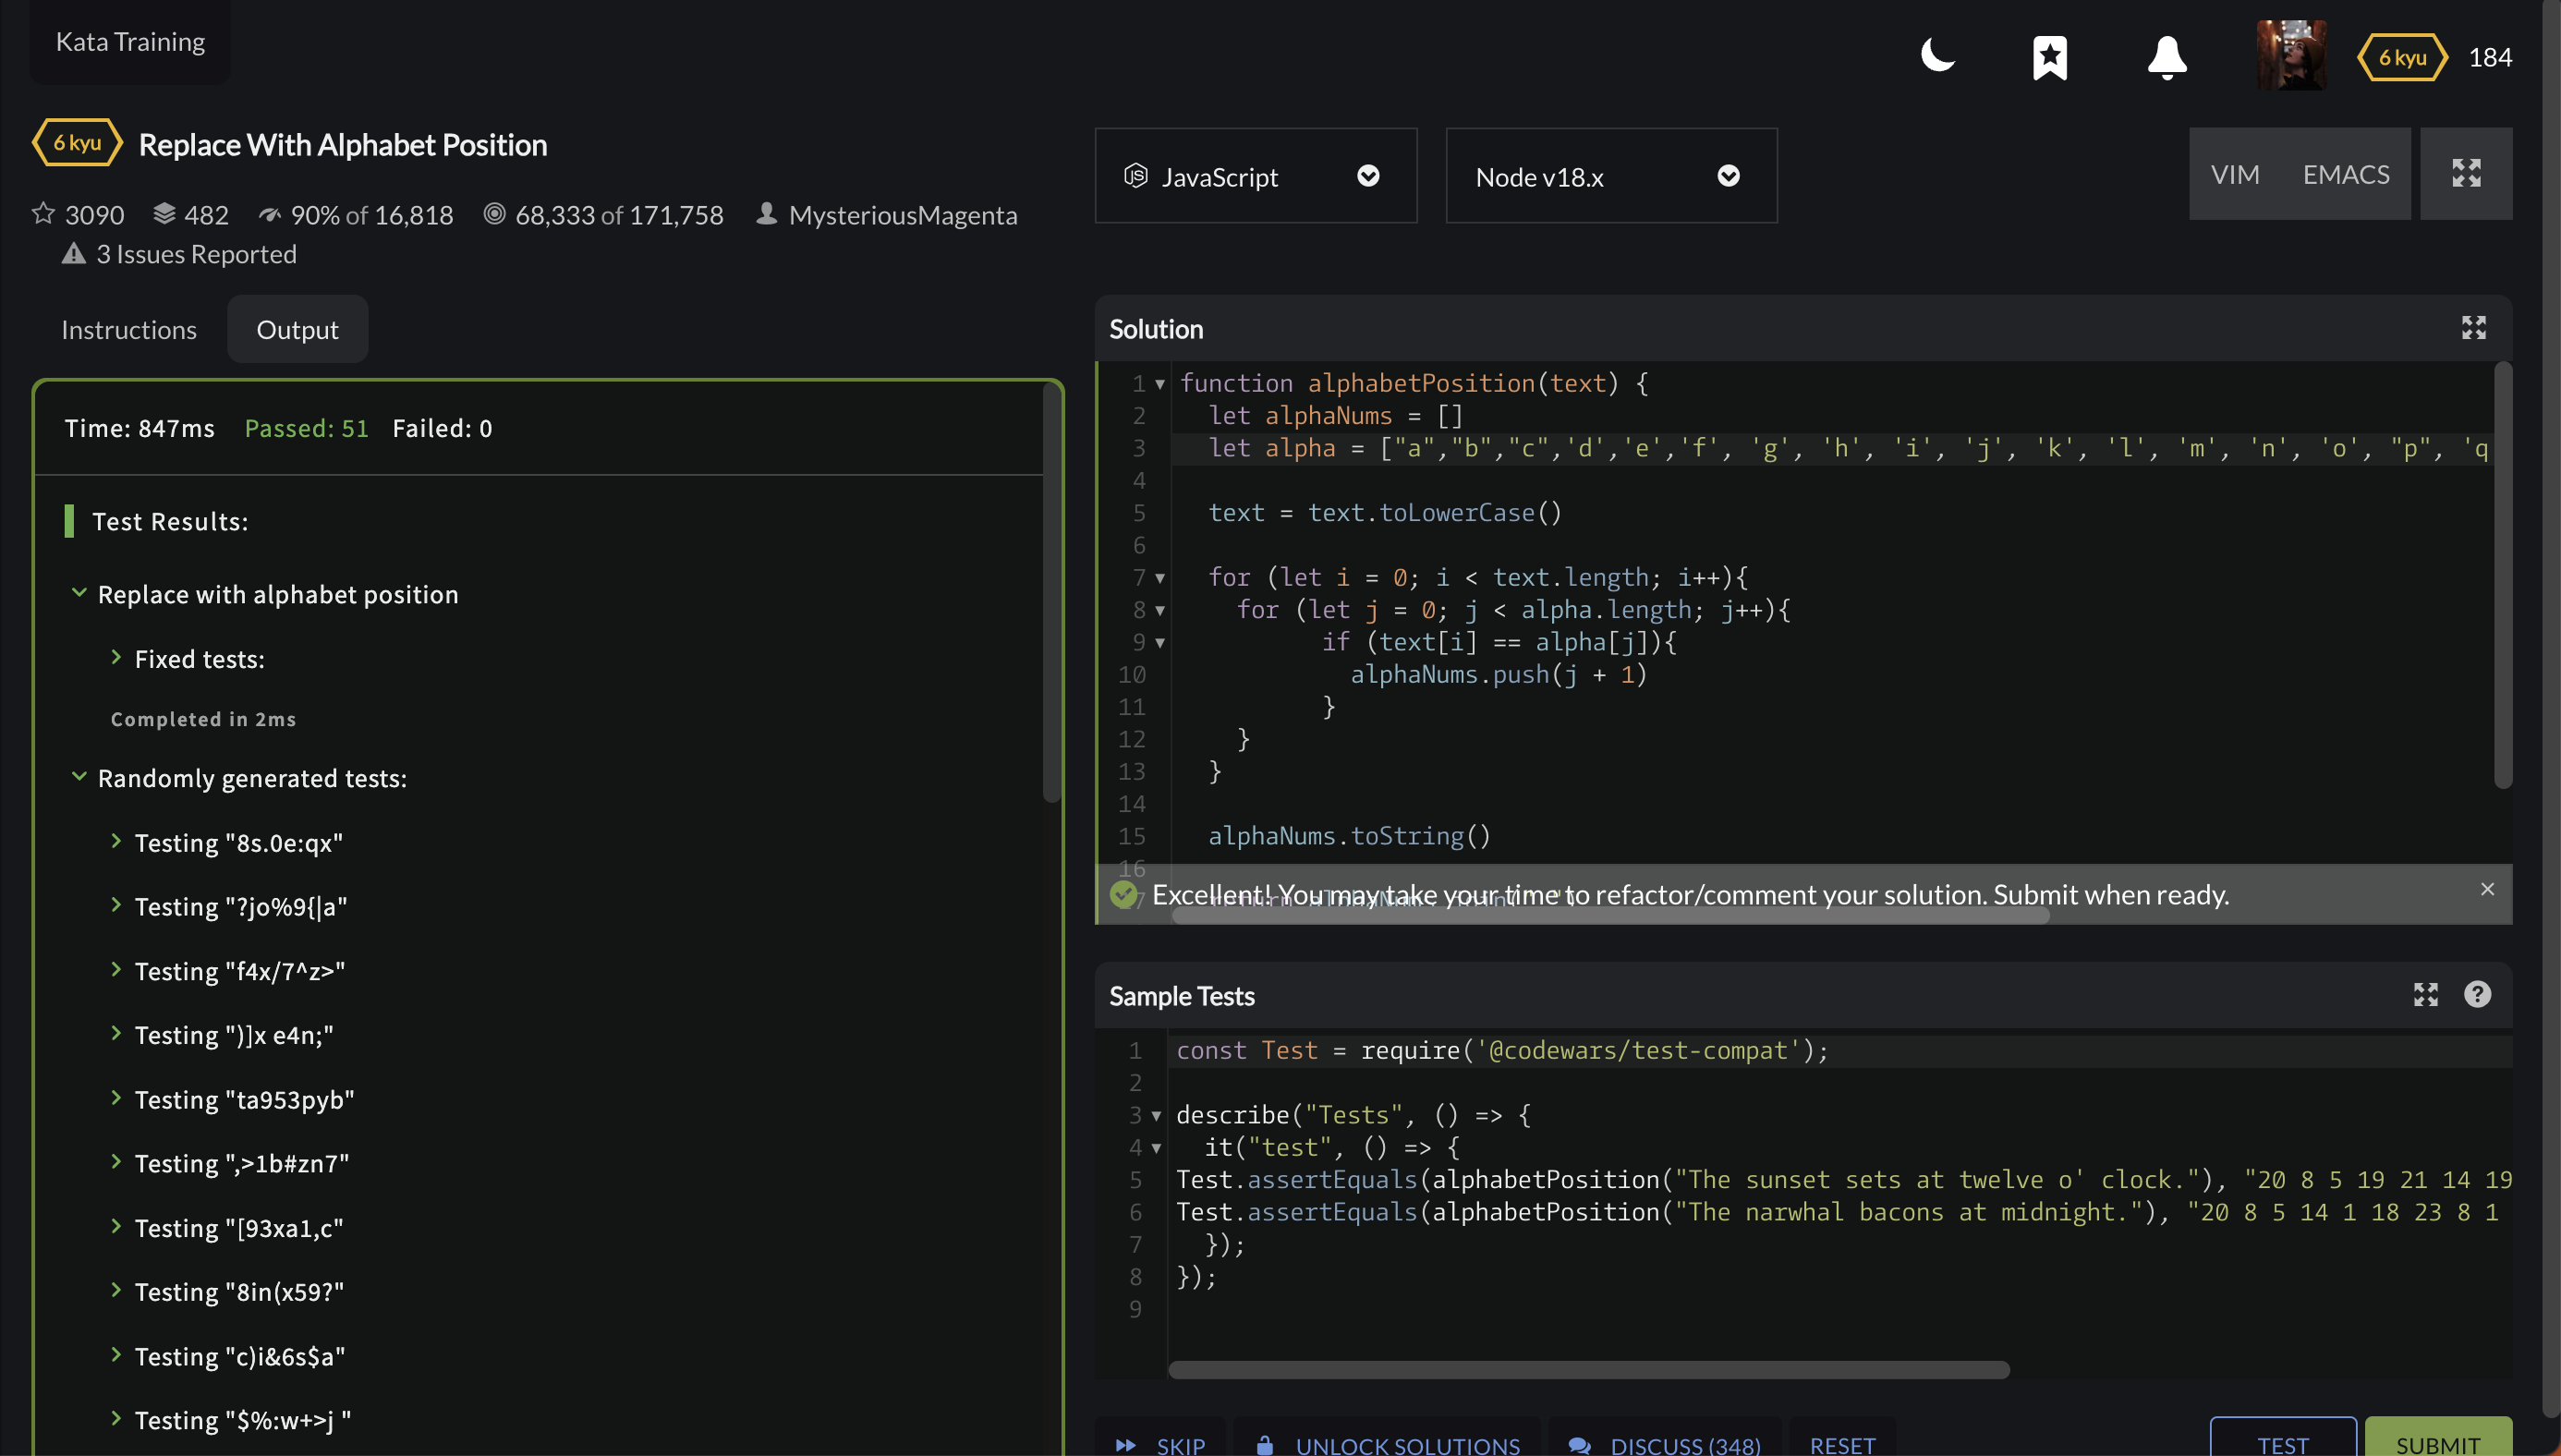 Kata Training
6 kyu 184
6 kyu Replace With Alphabet Position
3090 482 90% of 16,818 68,333 of 171,758 MysteriousMagenta
3 Issues Reported
Instructions Output
Time: 847ms Passed: 51 Failed: 0
Test Results:
Replace with alphabet position
Fixed tests:
Completed in 2ms
Randomly generated tests:
Testing "8s.0e:qx"
Testing "?jo%9{|a"
Testing "f4x/7^z>"
Testing ")]x e4n;"
Testing "ta953pyb"
Testing ",>1b#zn7"
Testing "[93xa1,c"
Testing "8in(x59?"
Testing "c)i&6s$a"
Testing "$%:w+>j "
JS JavaScript Node v18.x VIM EMACS
Solution
1 function alphabetPosition(text) {
2 let alphaNums = []
3 let alpha = ["a","b","c",'d','e','f', 'g', 'h', 'i', 'j', 'k', 'l', 'm', 'n', 'o', "p", 'q
4
5 text = text.toLowerCase()
6
7 for (let i = 0; i < text.length; i++){
8 for (let j = 0; j < alpha.length; j++){
9 if (text[i] == alpha[j]){
10 alphaNums.push(j + 1)
11 }
12 }
13 }
14
15 alphaNums.toString()
16
Excellent! You may take your time to refactor/comment your solution. Submit when ready.
Sample Tests
1 const Test = require('@codewars/test-compat');
2
3 describe("Tests", () => {
4 it("test", () => {
5 Test.assertEquals(alphabetPosition("The sunset sets at twelve o' clock."), "20 8 5 19 21 14 19
6 Test.assertEquals(alphabetPosition("The narwhal bacons at midnight."), "20 8 5 14 1 18 23 8 1
7 });
8 });
9
SKIP UNLOCK SOLUTIONS DISCUSS (348) RESET TEST SUBMIT